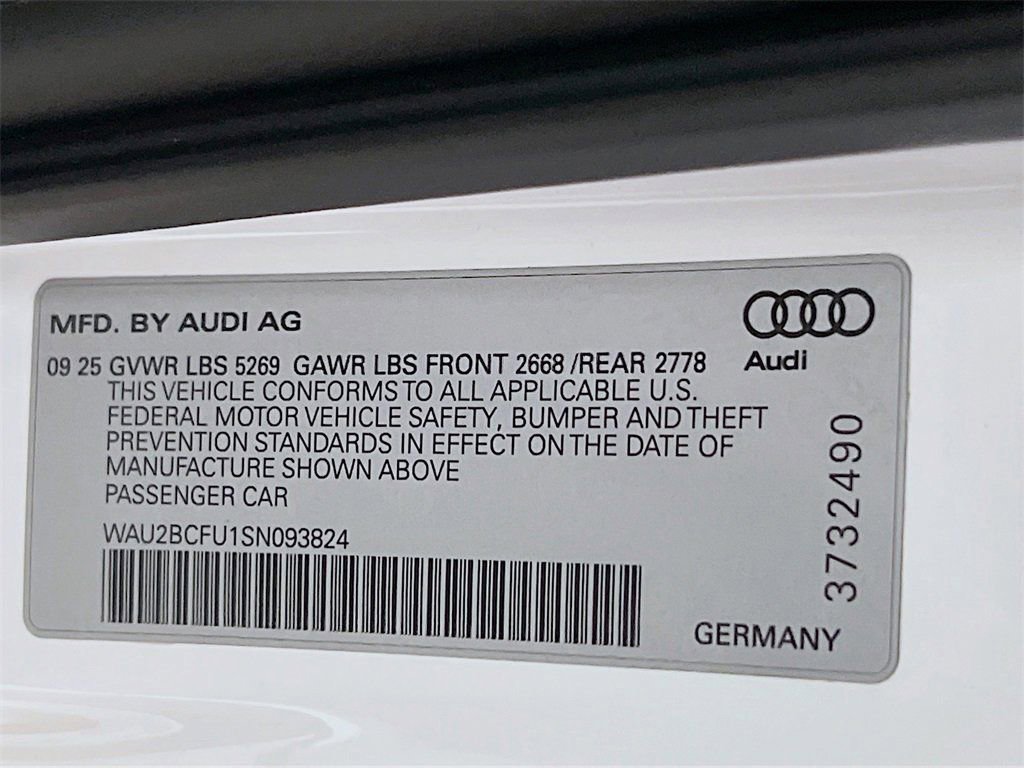 MFD. BY AUDI AG
Audi
09 25 GVWR LBS 5269 GAWR LBS FRONT 2668 /REAR 2778
THIS VEHICLE CONFORMS TO ALL APPLICABLE U.S.
FEDERAL MOTOR VEHICLE SAFETY, BUMPER AND THEFT
PREVENTION STANDARDS IN EFFECT ON THE DATE OF
MANUFACTURE SHOWN ABOVE
PASSENGER CAR
WAU2BCFU1SN093824
3732490
GERMANY